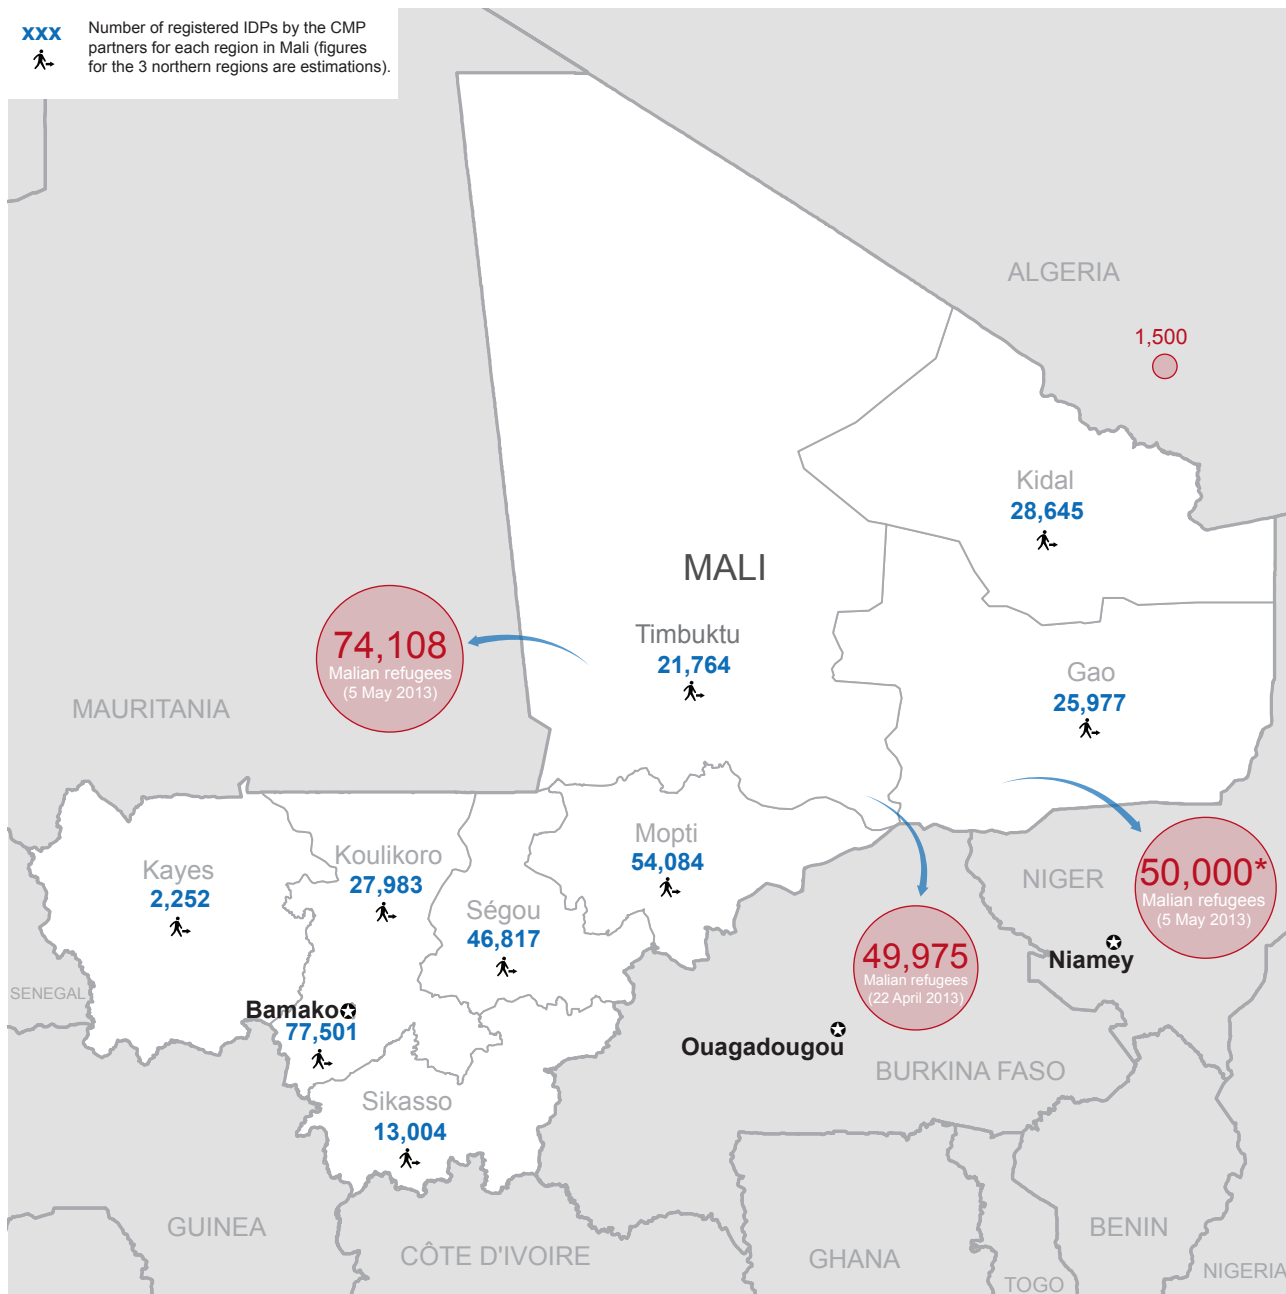 xxx
Number of registered IDPs by the CMP
partners for each region in Mali (figures
for the 3 northern regions are estimations).
ALGERIA
1,500
Kidal
28,645
MALI
Timbuktu
21,764
74,108
Malian refugees
(5 May 2013)
Gao
25,977
MAURITANIA
Mopti
54,084
Koulikoro
27,983
Kayes
2,252
Ségou
46,817
NIGER
50,000*
Malian refugees
(5 May 2013)
49,975
Malian refugees
(22 April 2013)
Niamey
SENEGAL
Bamako
77,501
Ouagadougou
BURKINA FASO
Sikasso
13,004
GUINEA
CÔTE D'IVOIRE
GHANA
TOGO
BENIN
NIGERIA